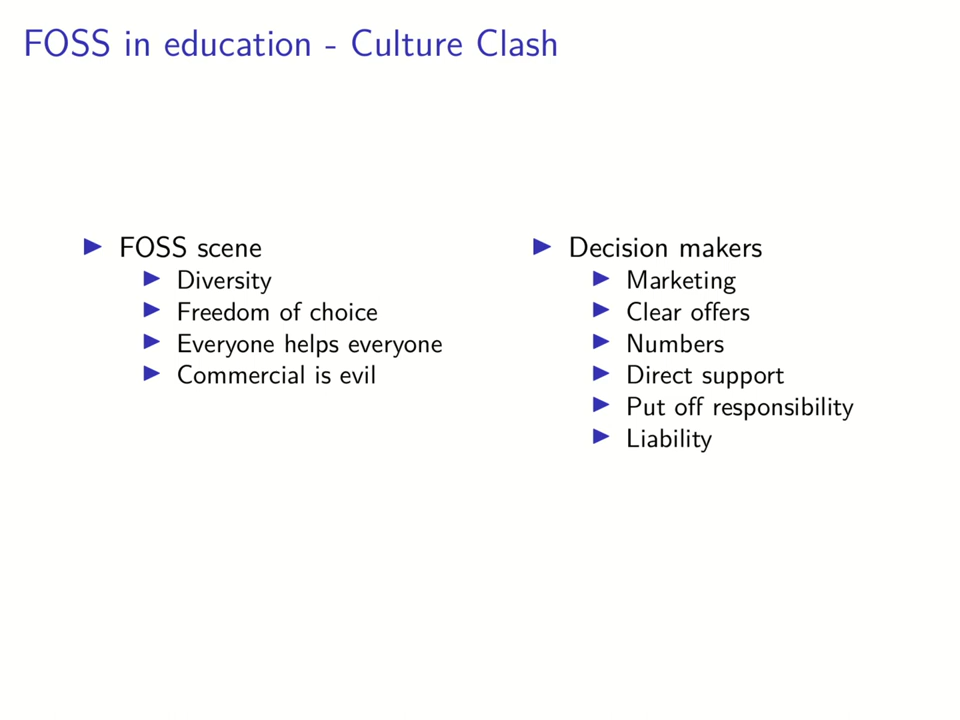 FOSS in education - Culture Clash
FOSS scene
Diversity
Freedom of choice
Everyone helps everyone
Commercial is evil
Decision makers
Marketing
Clear offers
Numbers
Direct support
Put off responsibility
Liability